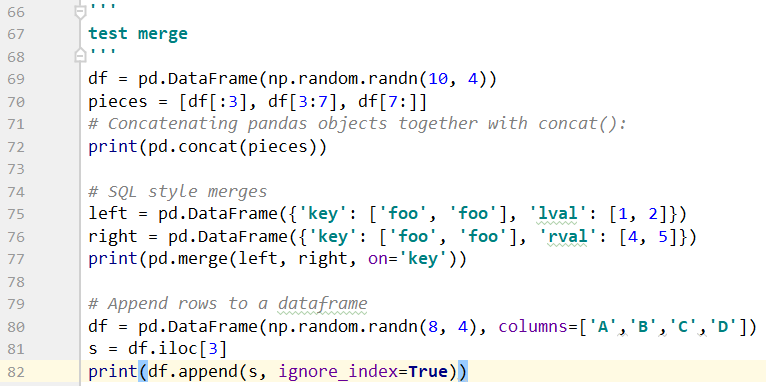 66 '''
67 test merge
68 '''
69 df = pd.DataFrame(np.random.randn(10, 4))
70 pieces = [df[:3], df[3:7], df[7:]]
71 # Concatenating pandas objects together with concat():
72 print(pd.concat(pieces))
73
74 # SQL style merges
75 left = pd.DataFrame({'key': ['foo', 'foo'], 'lval': [1, 2]})
76 right = pd.DataFrame({'key': ['foo', 'foo'], 'rval': [4, 5]})
77 print(pd.merge(left, right, on='key'))
78
79 # Append rows to a dataframe
80 df = pd.DataFrame(np.random.randn(8, 4), columns=['A','B','C','D'])
81 s = df.iloc[3]
82 print(df.append(s, ignore_index=True))